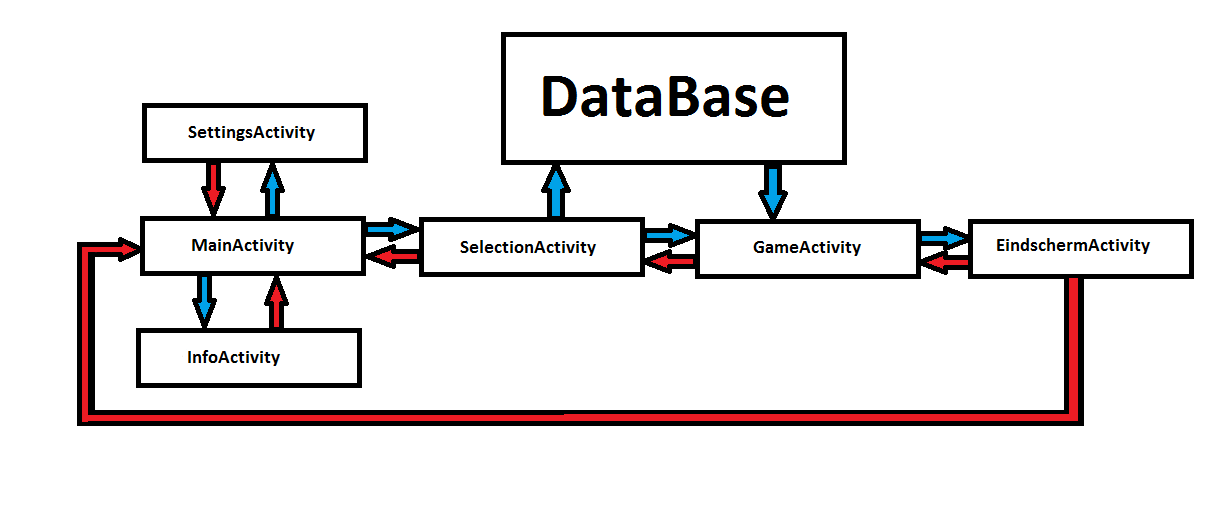 DataBase
SettingsActivity
MainActivity
SelectionActivity
GameActivity
EindschermActivity
InfoActivity